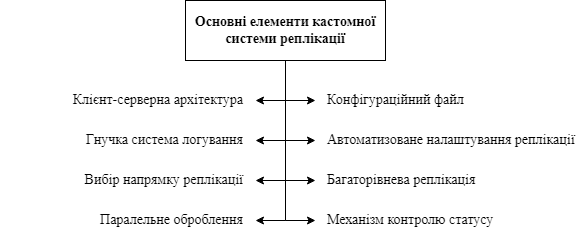 Основні елементи кастомної
системи реплікації
Клієнт-серверна архітектура
Конфігураційний файл
Гнучка система логування
Автоматизоване налаштування реплікації
Вибір напрямку реплікації
Багаторівнева реплікація
Паралельне оброблення
Механізм контролю статусу